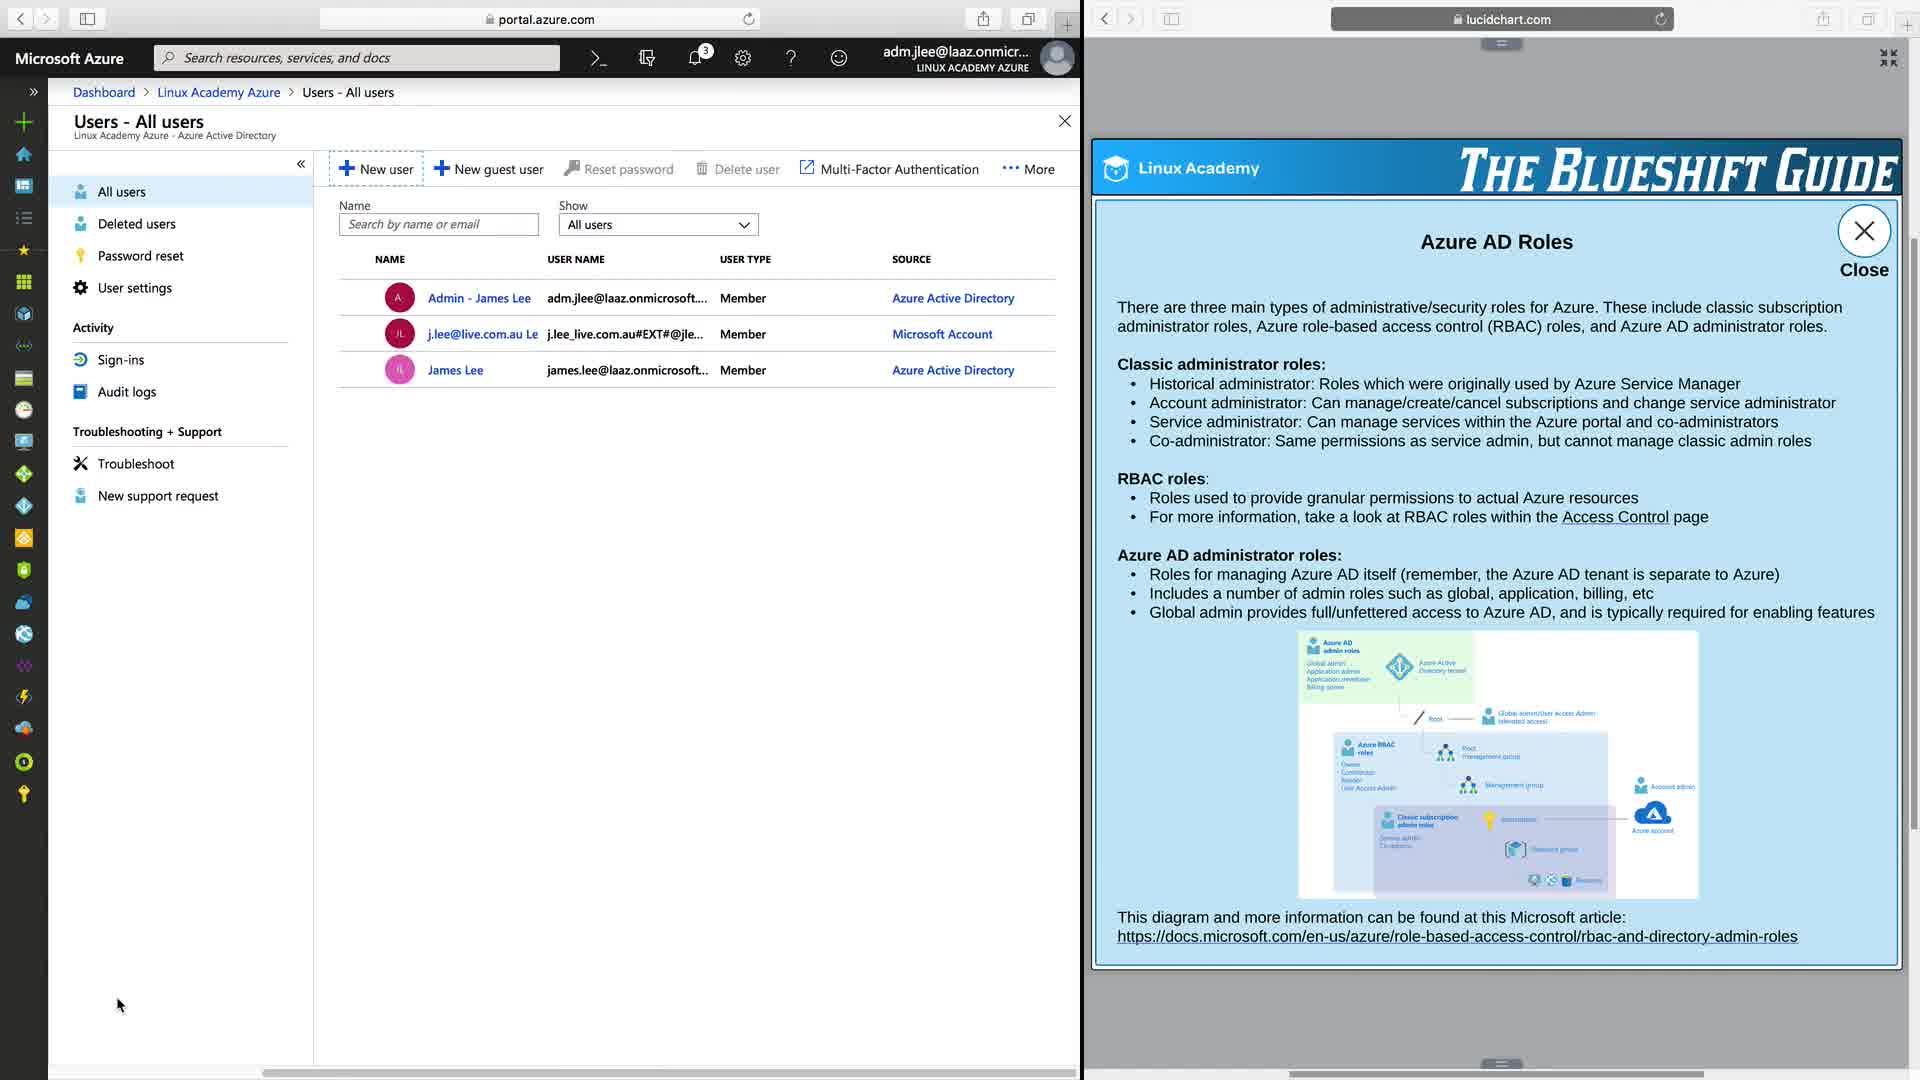 portal.azure.com
lucidchart.com
Microsoft Azure
Search resources, services, and docs
3
adm.jlee@laaz.onmicr...
LINUX ACADEMY AZURE
Dashboard > Linux Academy Azure > Users - All users
Users - All users
Linux Academy Azure - Azure Active Directory
All users
Deleted users
Password reset
User settings
Activity
Sign-ins
Audit logs
Troubleshooting + Support
Troubleshoot
New support request
New user
New guest user
Reset password
Delete user
Multi-Factor Authentication
More
Name
Show
Search by name or email
All users
NAME USER NAME USER TYPE SOURCE
A Admin - James Lee adm.jlee@laaz.onmicrosoft.... Member Azure Active Directory
JL j.lee@live.com.au Le j.lee_live.com.au#EXT#@jle... Member Microsoft Account
JL James Lee james.lee@laaz.onmicrosoft... Member Azure Active Directory
Linux Academy
THE BLUESHIFT GUIDE
Azure AD Roles
Close
There are three main types of administrative/security roles for Azure. These include classic subscription
administrator roles, Azure role-based access control (RBAC) roles, and Azure AD administrator roles.
Classic administrator roles:
• Historical administrator: Roles which were originally used by Azure Service Manager
• Account administrator: Can manage/create/cancel subscriptions and change service administrator
• Service administrator: Can manage services within the Azure portal and co-administrators
• Co-administrator: Same permissions as service admin, but cannot manage classic admin roles
RBAC roles:
• Roles used to provide granular permissions to actual Azure resources
• For more information, take a look at RBAC roles within the Access Control page
Azure AD administrator roles:
• Roles for managing Azure AD itself (remember, the Azure AD tenant is separate to Azure)
• Includes a number of admin roles such as global, application, billing, etc
• Global admin provides full/unfettered access to Azure AD, and is typically required for enabling features
Azure AD
admin roles
Global admin
Application admin
Application developer
Billing admin
Azure Active
Directory tenant
Root
Global admin/User Access Admin
(elevated access)
Azure RBAC
roles
Owner
Contributor
Reader
User Access Admin
Root
management group
Management group
Account admin
Azure account
Classic subscription
admin roles
Service admin
Co-admins
Subscription
Resource group
Resources
This diagram and more information can be found at this Microsoft article:
https://docs.microsoft.com/en-us/azure/role-based-access-control/rbac-and-directory-admin-roles